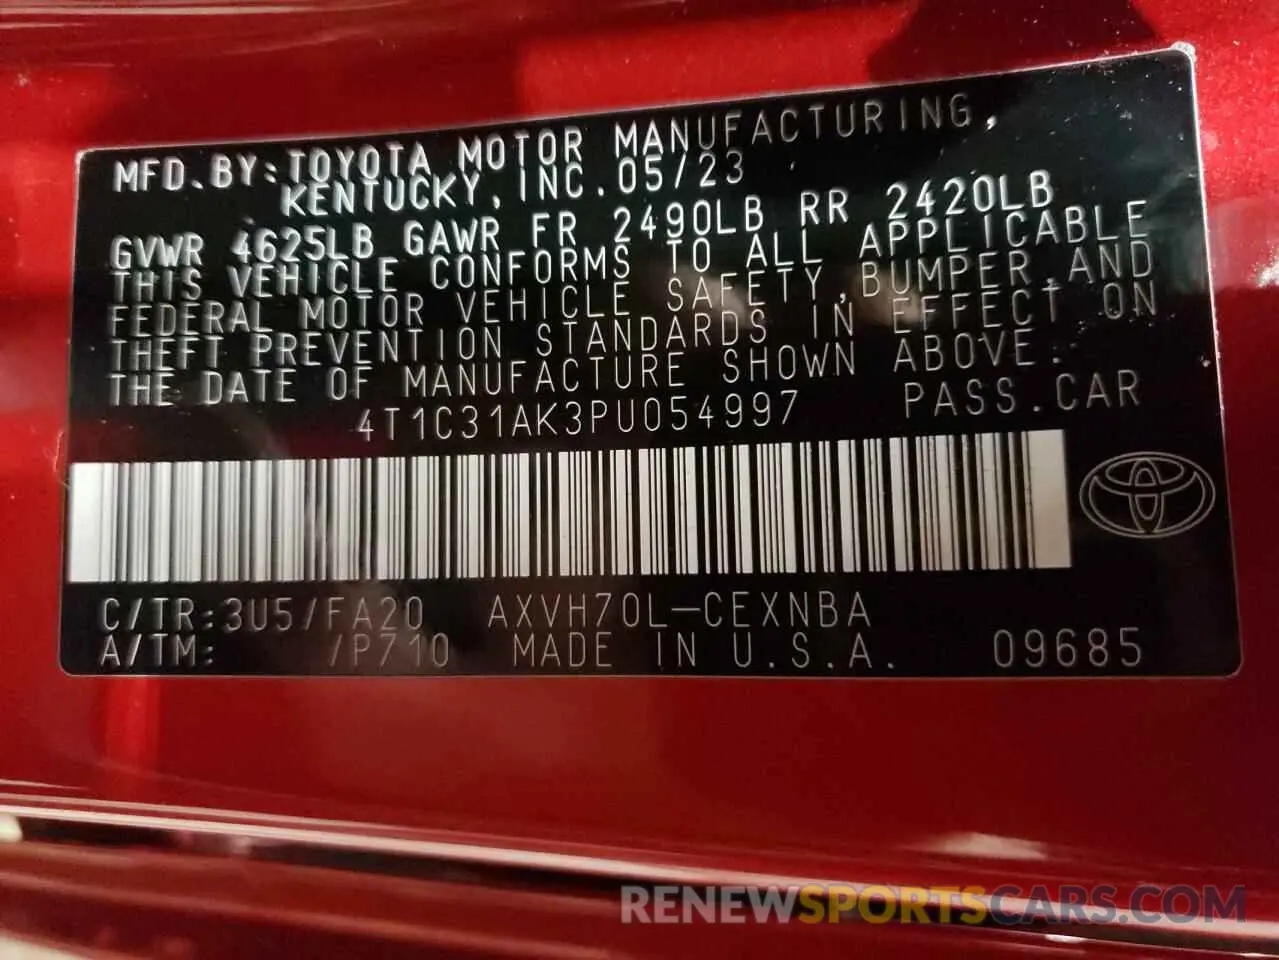 MFD.BY:TOYOTA MOTOR MANUFACTURING,
KENTUCKY,INC.05/23
GVWR 4625LB GAWR FR 2490LB RR 2420LB
THIS VEHICLE CONFORMS TO ALL APPLICABLE
FEDERAL MOTOR VEHICLE SAFETY,BUMPER,AND
THEFT PREVENTION STANDARDS IN EFFECT ON
THE DATE OF MANUFACTURE SHOWN ABOVE.
4T1C31AK3PU054997 PASS.CAR
C/TR:3U5/FA20 AXVH70L-CEXNBA
A/TM: /P710 MADE IN U.S.A. 09685
RENEWSPORTSCARS.COM